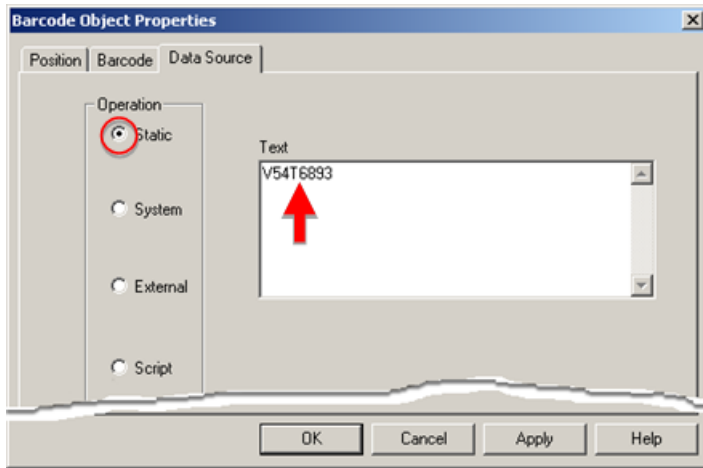 Barcode Object Properties
Position Barcode Data Source
Operation
Static
Text
V54T6893
System
External
Script
OK Cancel Apply Help